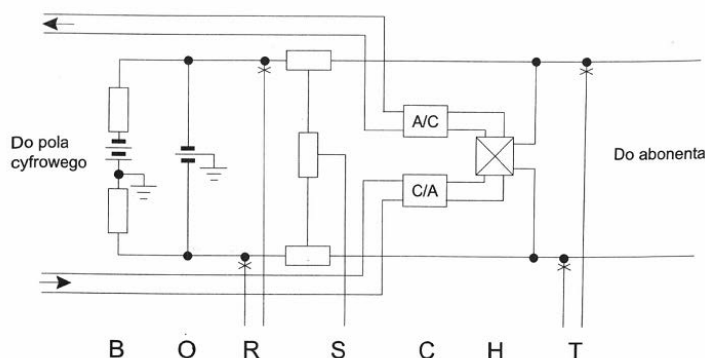 Do pola
cyfrowego
A/C
C/A
Do abonenta
B O R S C H T